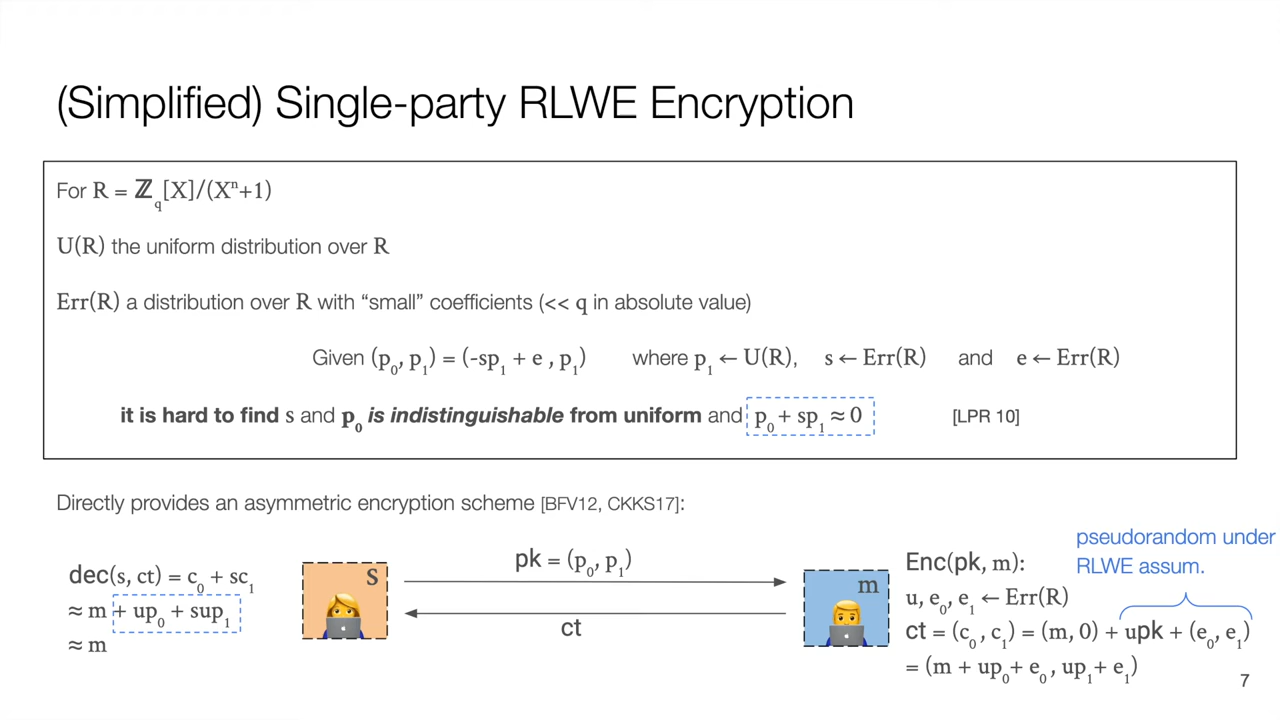 (Simplified) Single-party RLWE Encryption
For R = ℤ_q[X]/(Xⁿ+1)
U(R) the uniform distribution over R
Err(R) a distribution over R with “small” coefficients (<< q in absolute value)
Given (p₀, p₁) = (-sp₁ + e , p₁) where p₁ ← U(R), s ← Err(R) and e ← Err(R)
it is hard to find s and p₀ is indistinguishable from uniform and p₀ + sp₁ ≈ 0 [LPR 10]
Directly provides an asymmetric encryption scheme [BFV12, CKKS17]:
dec(s, ct) = c₀ + sc₁
≈ m + up₀ + sup₁
≈ m
s
pk = (p₀, p₁)
ct
m
pseudorandom under
RLWE assum.
Enc(pk, m):
u, e₀, e₁ ← Err(R)
ct = (c₀, c₁) = (m, 0) + upk + (e₀, e₁)
= (m + up₀+ e₀, up₁+ e₁)
7